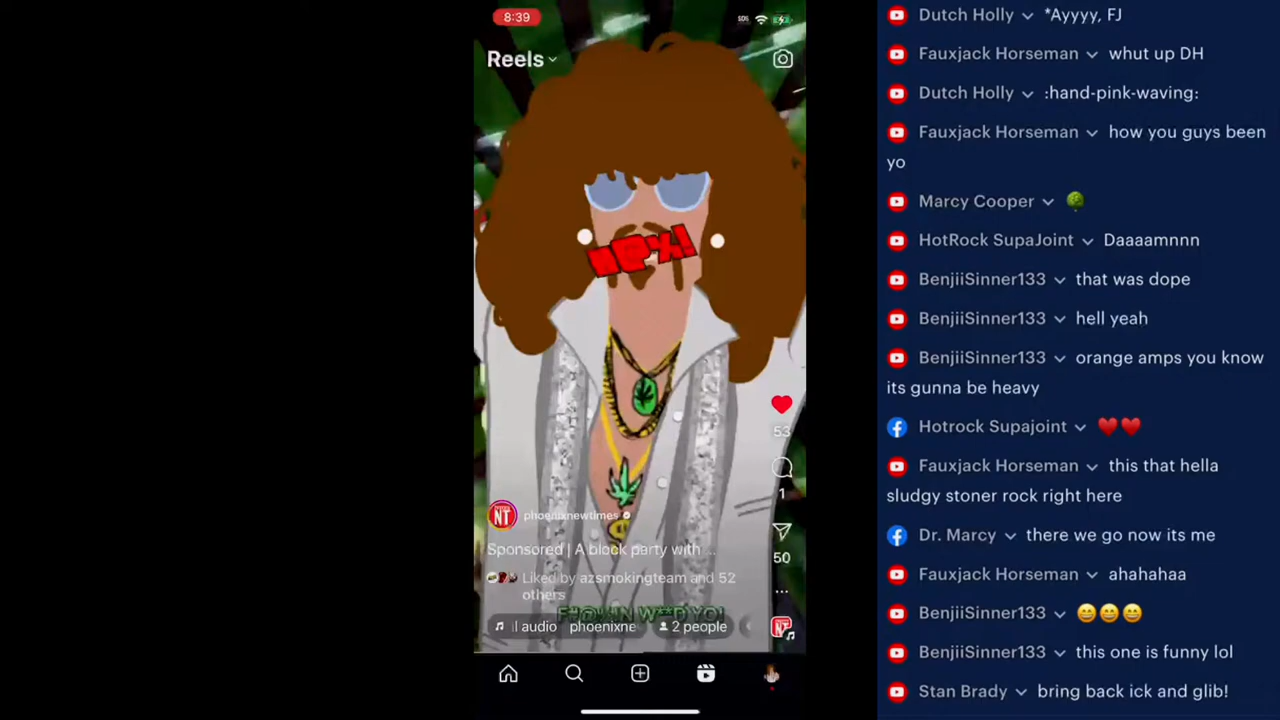 8:39
SOS
Reels
#@%!
53
1
NT
phoenixnewtimes
Sponsored | A block party with ...
50
Liked by azsmokingteam and 52
others
F#@%!N W**D YO!
l audio
phoenixne
2 people
NT
Dutch Holly *Ayyyy, FJ
Fauxjack Horseman whut up DH
Dutch Holly :hand-pink-waving:
Fauxjack Horseman how you guys been
yo
Marcy Cooper
HotRock SupaJoint Daaaamnnn
BenjiiSinner133 that was dope
BenjiiSinner133 hell yeah
BenjiiSinner133 orange amps you know
its gunna be heavy
Hotrock Supajoint ♥️♥️
Fauxjack Horseman this that hella
sludgy stoner rock right here
Dr. Marcy there we go now its me
Fauxjack Horseman ahahahaa
BenjiiSinner133 😄😄😄
BenjiiSinner133 this one is funny lol
Stan Brady bring back ick and glib!